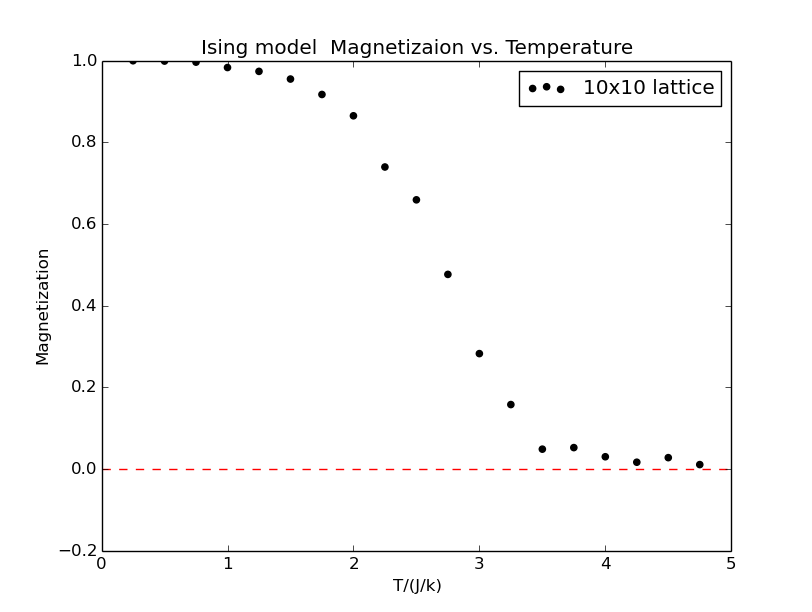 Ising model  Magnetizaion vs. Temperature
10x10 lattice
1.0
0.8
0.6
0.4
0.2
0.0
−0.2
Magnetization
0 1 2 3 4 5
T/(J/k)